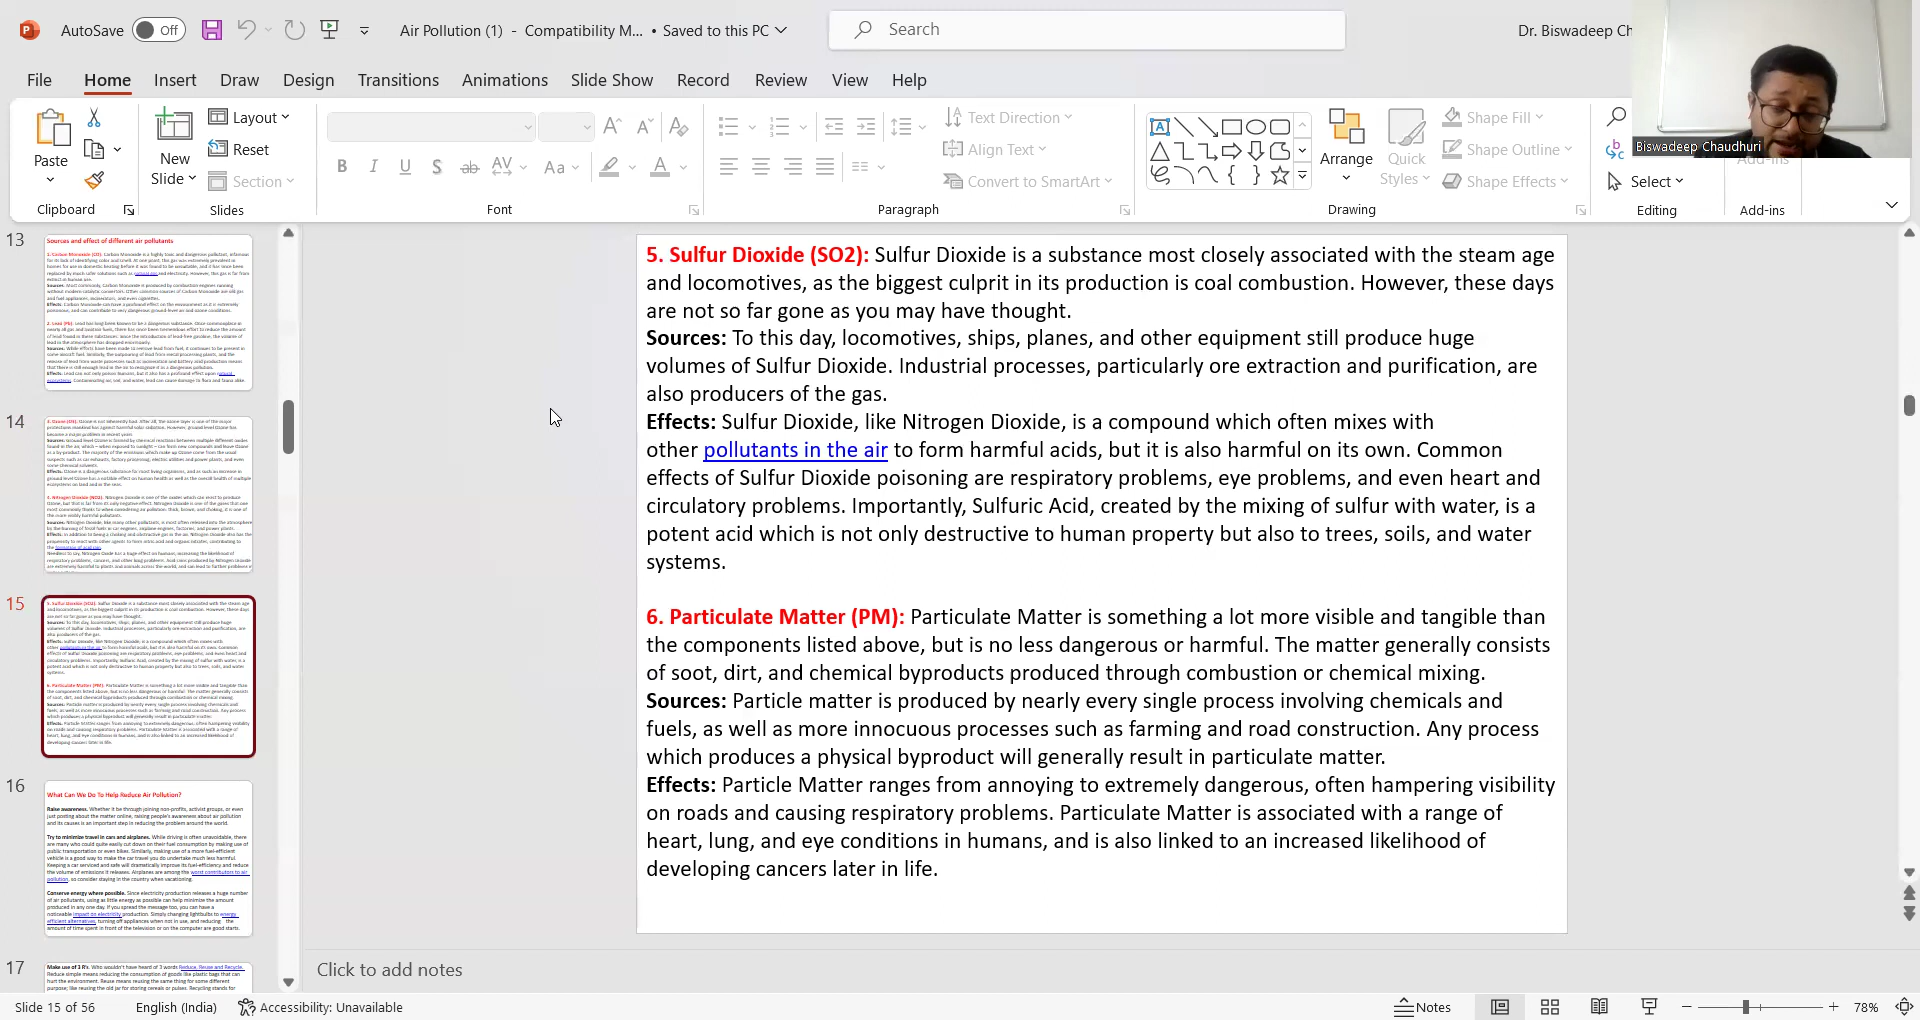 AutoSave Off Air Pollution (1) - Compatibility M... • Saved to this PC Search Dr. Biswadeep Ch
File Home Insert Draw Design Transitions Animations Slide Show Record Review View Help
Paste
New Slide
Layout
Reset
Section
Text Direction
Align Text
Convert to SmartArt
Arrange
Quick Styles
Shape Fill
Shape Outline
Shape Effects
Select
Add-ins
Biswadeep Chaudhuri
Clipboard Slides Font Paragraph Drawing Editing Add-ins
13
Sources and effect of different air pollutants
14
15
16
What Can We Do To Help Reduce Air Pollution?
17
5. Sulfur Dioxide (SO2): Sulfur Dioxide is a substance most closely associated with the steam age
and locomotives, as the biggest culprit in its production is coal combustion. However, these days
are not so far gone as you may have thought.
Sources: To this day, locomotives, ships, planes, and other equipment still produce huge
volumes of Sulfur Dioxide. Industrial processes, particularly ore extraction and purification, are
also producers of the gas.
Effects: Sulfur Dioxide, like Nitrogen Dioxide, is a compound which often mixes with
other pollutants in the air to form harmful acids, but it is also harmful on its own. Common
effects of Sulfur Dioxide poisoning are respiratory problems, eye problems, and even heart and
circulatory problems. Importantly, Sulfuric Acid, created by the mixing of sulfur with water, is a
potent acid which is not only destructive to human property but also to trees, soils, and water
systems.
6. Particulate Matter (PM): Particulate Matter is something a lot more visible and tangible than
the components listed above, but is no less dangerous or harmful. The matter generally consists
of soot, dirt, and chemical byproducts produced through combustion or chemical mixing.
Sources: Particle matter is produced by nearly every single process involving chemicals and
fuels, as well as more innocuous processes such as farming and road construction. Any process
which produces a physical byproduct will generally result in particulate matter.
Effects: Particle Matter ranges from annoying to extremely dangerous, often hampering visibility
on roads and causing respiratory problems. Particulate Matter is associated with a range of
heart, lung, and eye conditions in humans, and is also linked to an increased likelihood of
developing cancers later in life.
Click to add notes
Slide 15 of 56 English (India) Accessibility: Unavailable Notes 78%